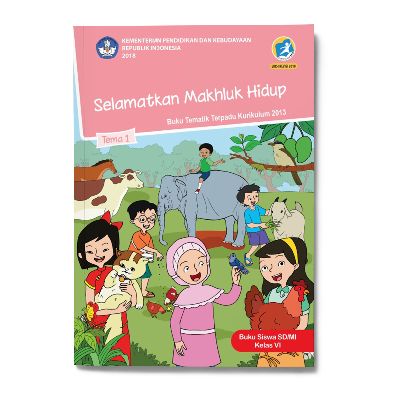 KEMENTERIAN PENDIDIKAN DAN KEBUDAYAAN
REPUBLIK INDONESIA
2018
Selamatkan Makhluk Hidup
Buku Tematik Terpadu Kurikulum 2013
Tema 1
Buku Siswa SD/MI
Kelas VI